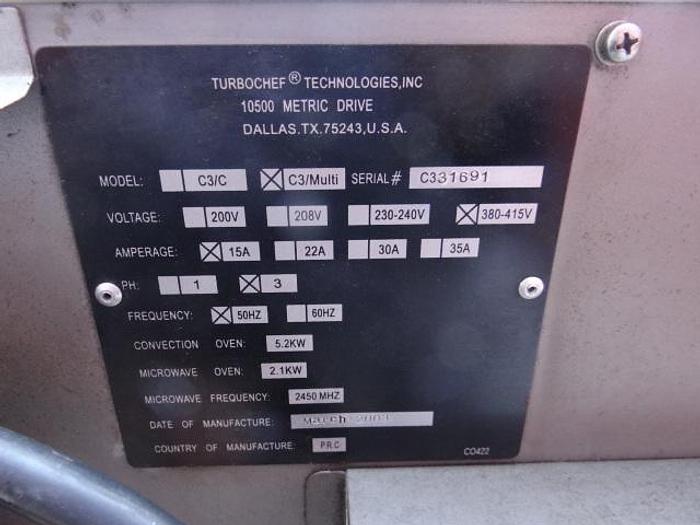 TURBOCHEF® TECHNOLOGIES,INC
10500 METRIC DRIVE
DALLAS.TX.75243,U.S.A.
MODEL: C3/C C3/Multi SERIAL# C331691
VOLTAGE: 200V 208V 230-240V 380-415V
AMPERAGE: 15A 22A 30A 35A
PH: 1 3
FREQUENCY: 50HZ 60HZ
CONVECTION OVEN: 5.2KW
MICROWAVE OVEN: 2.1KW
MICROWAVE FREQUENCY: 2450 MHZ
DATE OF MANUFACTURE: March
COUNTRY OF MANUFACTURE: PRC
CO422